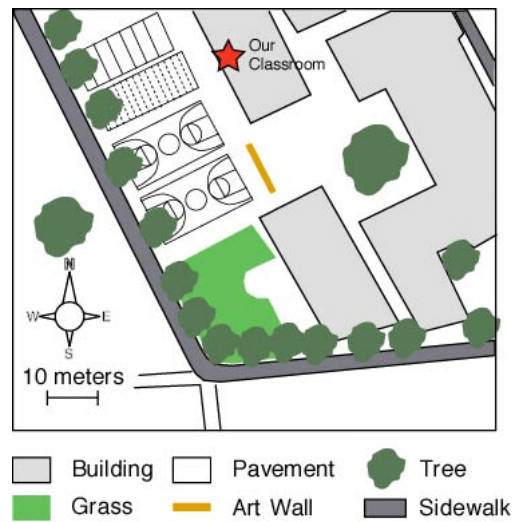 Our
Classroom
N
W E
S
10 meters
Building Pavement Tree
Grass Art Wall Sidewalk